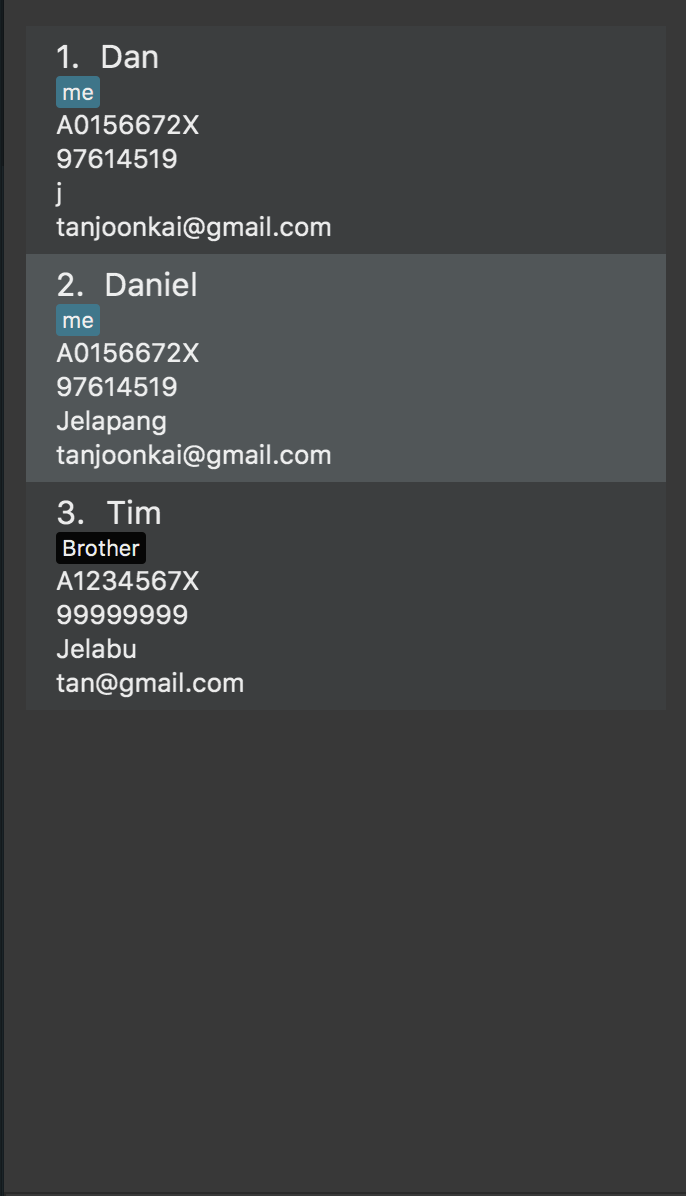 1. Dan
me
A0156672X
97614519
j
tanjoonkai@gmail.com
2. Daniel
me
A0156672X
97614519
Jelapang
tanjoonkai@gmail.com
3. Tim
Brother
A1234567X
99999999
Jelabu
tan@gmail.com